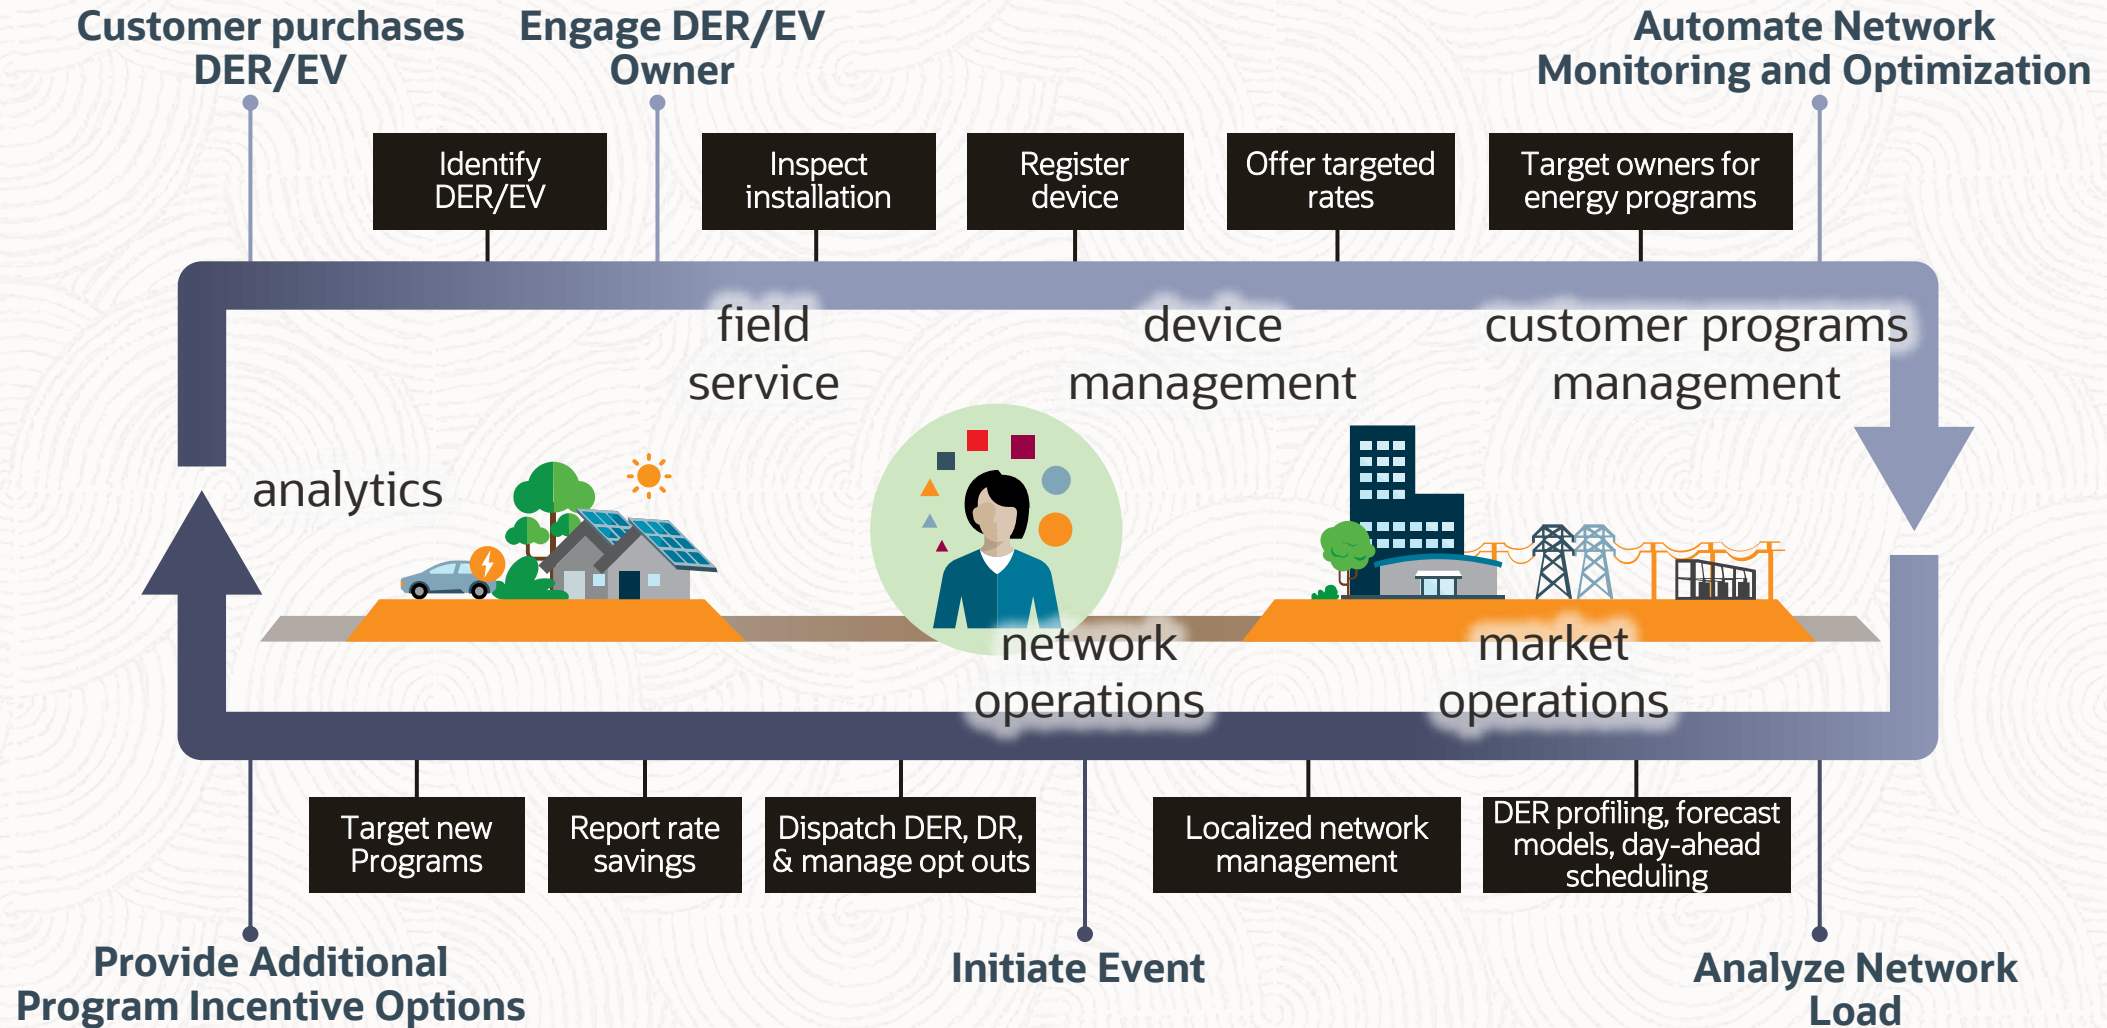 Customer purchases
DER/EV
Engage DER/EV
Owner
Automate Network
Monitoring and Optimization
Identify
DER/EV
Inspect
installation
Register
device
Offer targeted
rates
Target owners for
energy programs
field
service
device
management
customer programs
management
analytics
network
operations
market
operations
Target new
Programs
Report rate
savings
Dispatch DER, DR,
& manage opt outs
Localized network
management
DER profiling, forecast
models, day-ahead
scheduling
Provide Additional
Program Incentive Options
Initiate Event
Analyze Network
Load